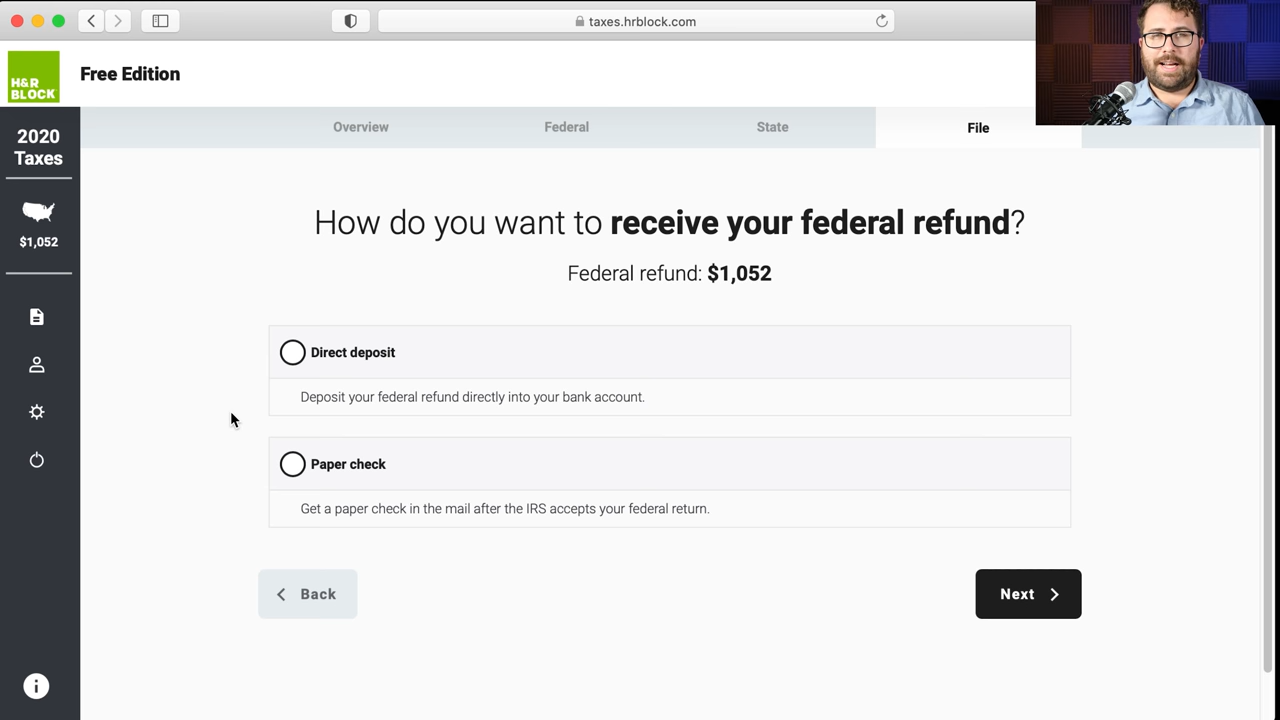 taxes.hrblock.com
H&R
BLOCK
Free Edition
2020
Taxes
$1,052
Overview
Federal
State
File
How do you want to receive your federal refund?
Federal refund: $1,052
Direct deposit
Deposit your federal refund directly into your bank account.
Paper check
Get a paper check in the mail after the IRS accepts your federal return.
Back
Next